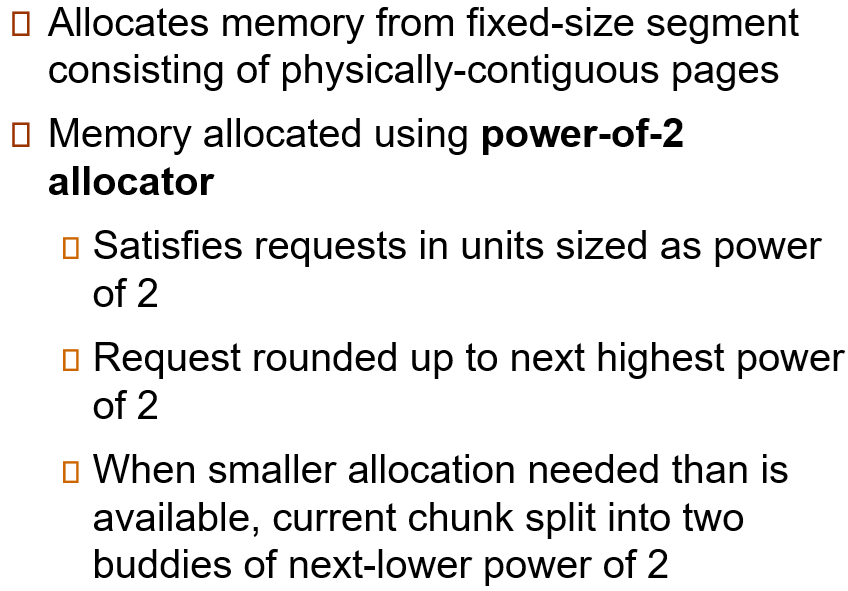 Allocates memory from fixed-size segment
consisting of physically-contiguous pages
Memory allocated using power-of-2
allocator
Satisfies requests in units sized as power
of 2
Request rounded up to next highest power
of 2
When smaller allocation needed than is
available, current chunk split into two
buddies of next-lower power of 2